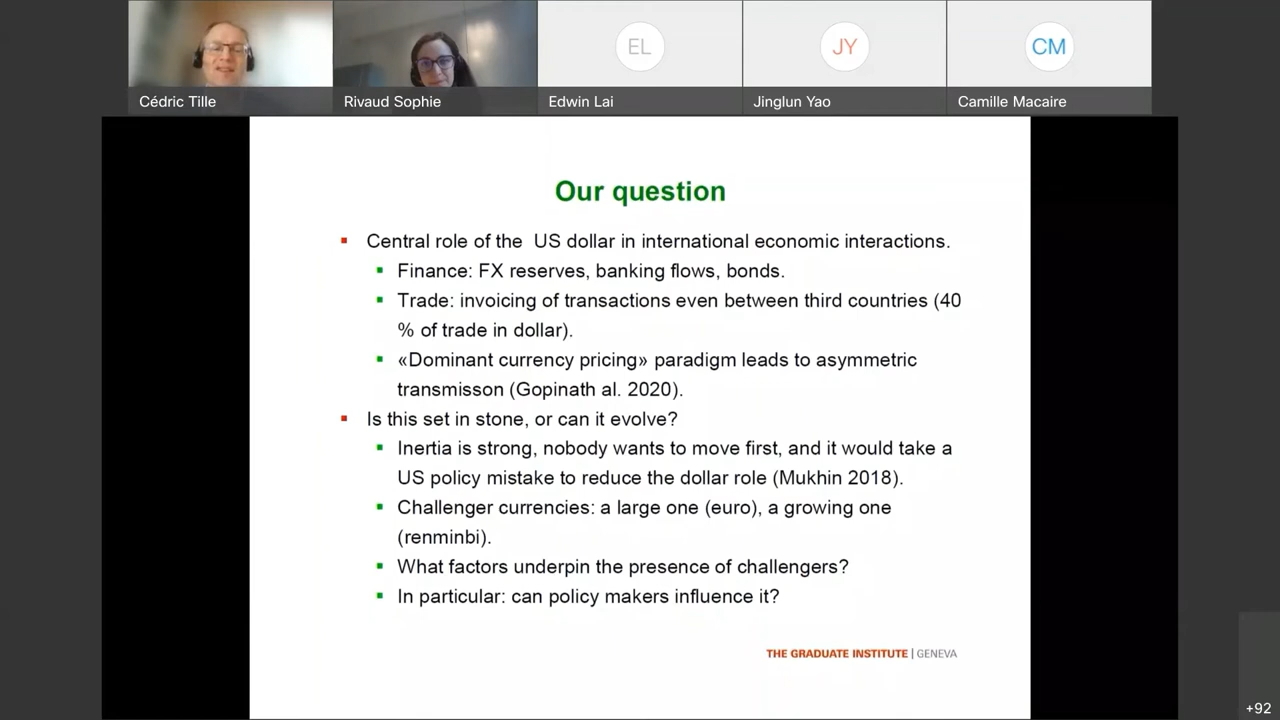 EL
JY
CM
Cédric Tille
Rivaud Sophie
Edwin Lai
Jinglun Yao
Camille Macaire
Our question
Central role of the US dollar in international economic interactions.
Finance: FX reserves, banking flows, bonds.
Trade: invoicing of transactions even between third countries (40
% of trade in dollar).
«Dominant currency pricing» paradigm leads to asymmetric
transmisson (Gopinath al. 2020).
Is this set in stone, or can it evolve?
Inertia is strong, nobody wants to move first, and it would take a
US policy mistake to reduce the dollar role (Mukhin 2018).
Challenger currencies: a large one (euro), a growing one
(renminbi).
What factors underpin the presence of challengers?
In particular: can policy makers influence it?
THE GRADUATE INSTITUTE | GENEVA
+92